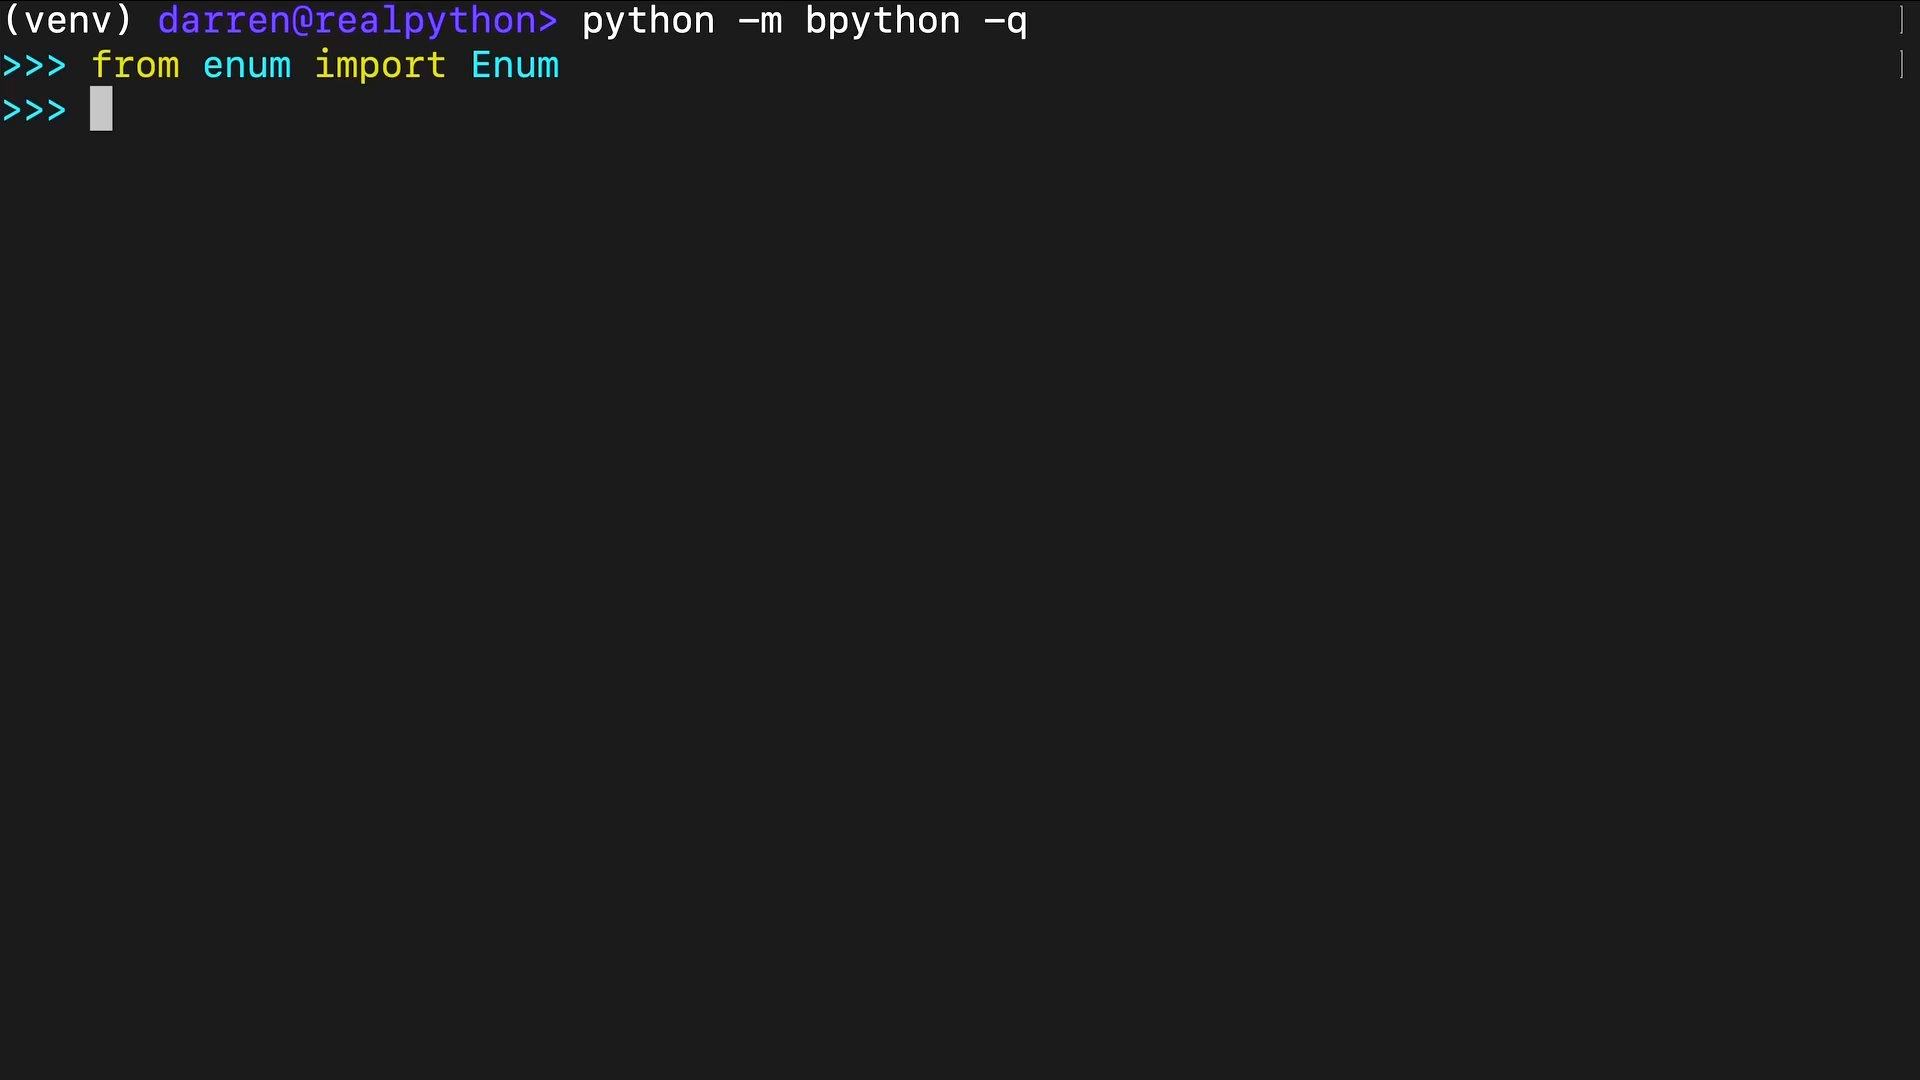 (venv) darren@realpython> python -m bpython -q ]
>>> from enum import Enum ]
>>>